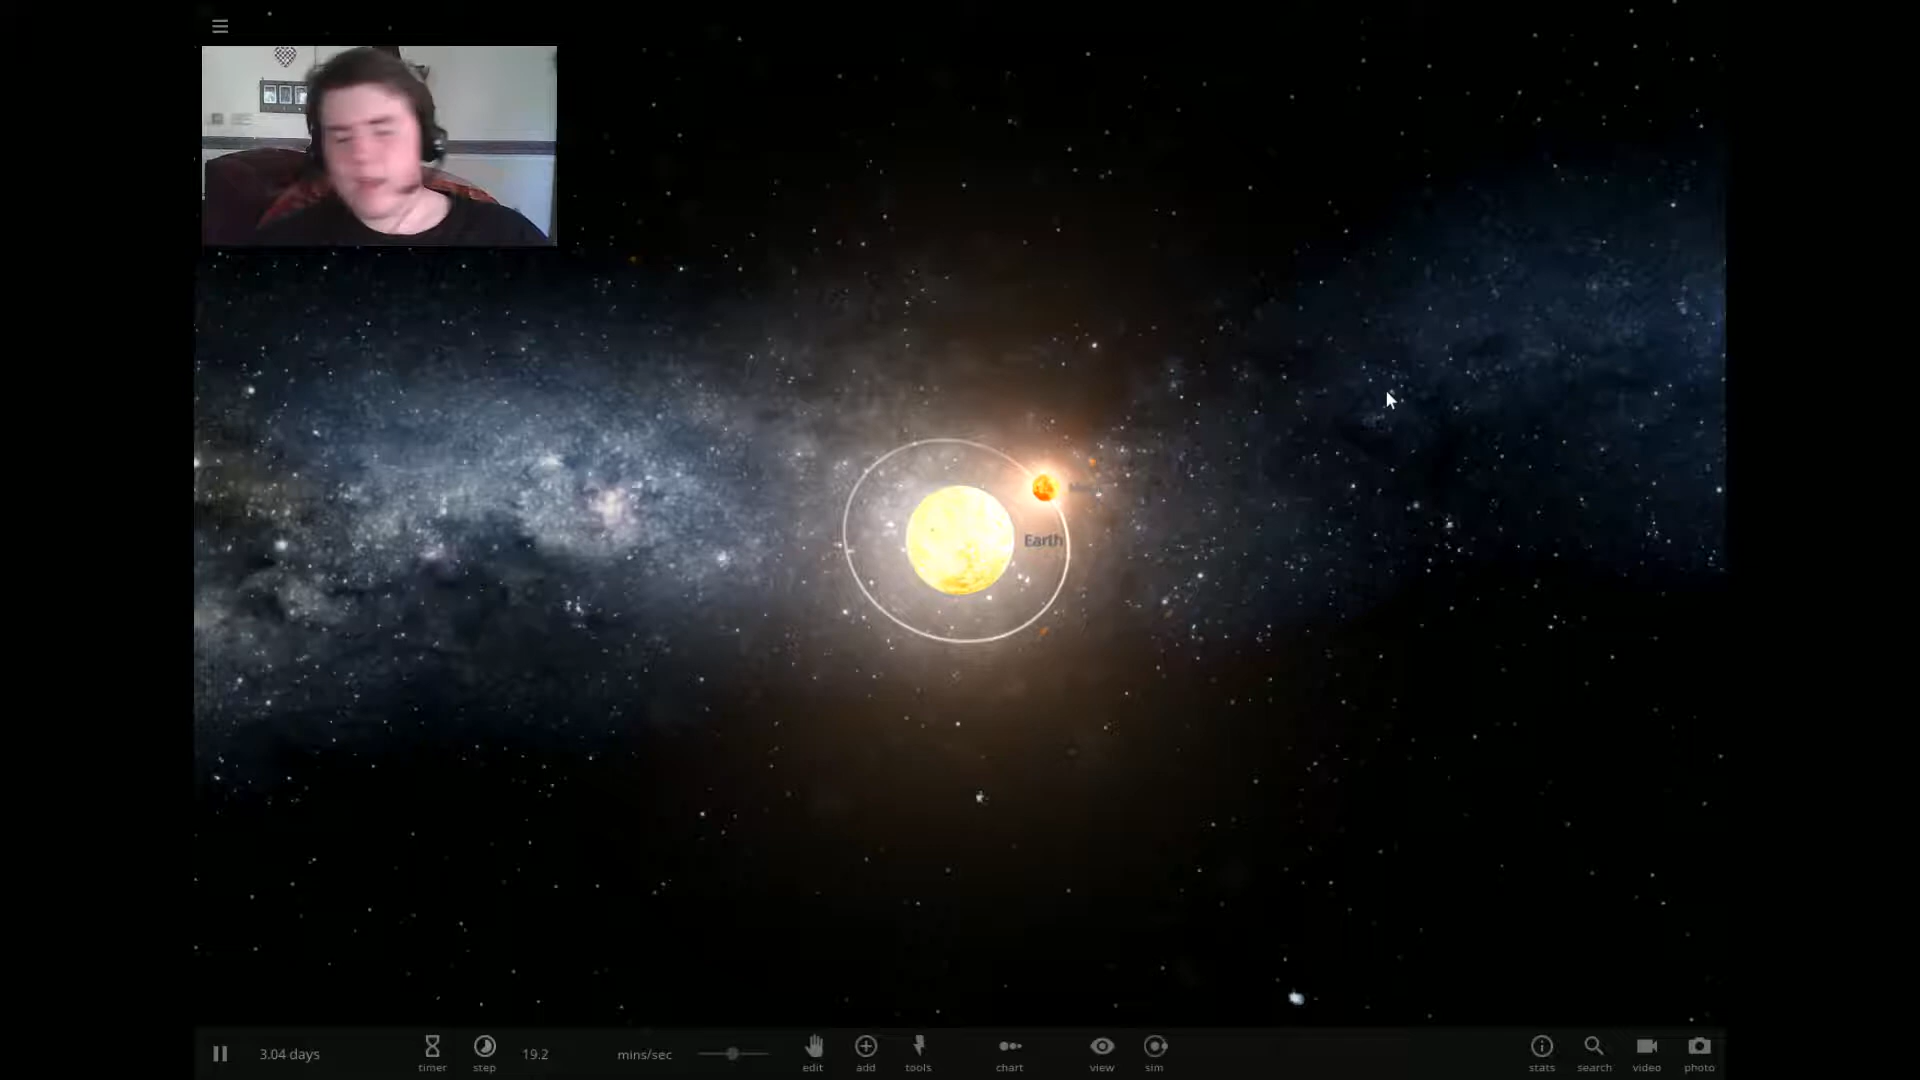 Earth
3.04 days
timer
step
19.2
mins/sec
edit
add
tools
chart
view
sim
stats
search
video
photo